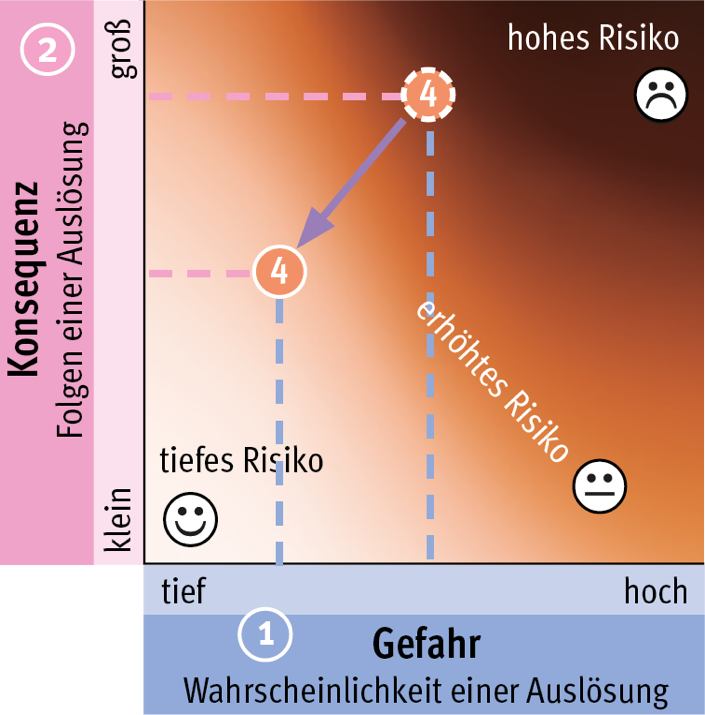 2
Konsequenz
Folgen einer Auslösung
groß
klein
hohes Risiko
4
4
erhöhtes Risiko
tiefes Risiko
tief
hoch
1
Gefahr
Wahrscheinlichkeit einer Auslösung